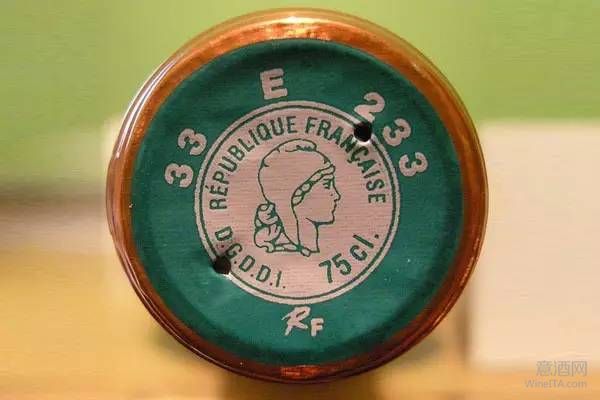 33 E 233
RÉPUBLIQUE FRANÇAISE
D.G.D.D.I. 75 cl.
RF
意酒网
WineITA.com